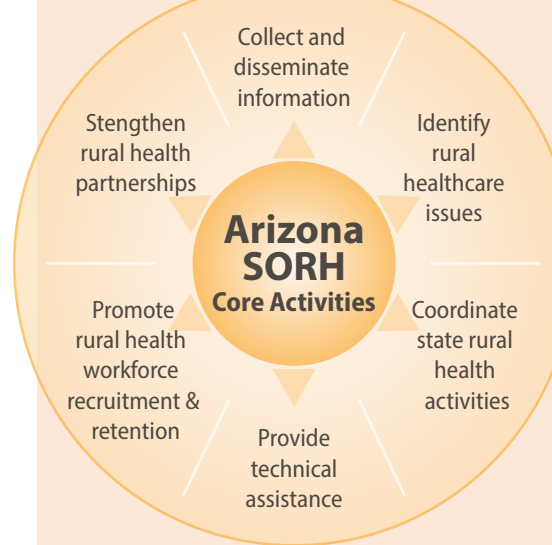 Collect and
disseminate
information
Identify
rural
healthcare
issues
Coordinate
state rural
health
activities
Provide
technical
assistance
Promote
rural health
workforce
recruitment &
retention
Stengthen
rural health
partnerships
Arizona
SORH
Core Activities